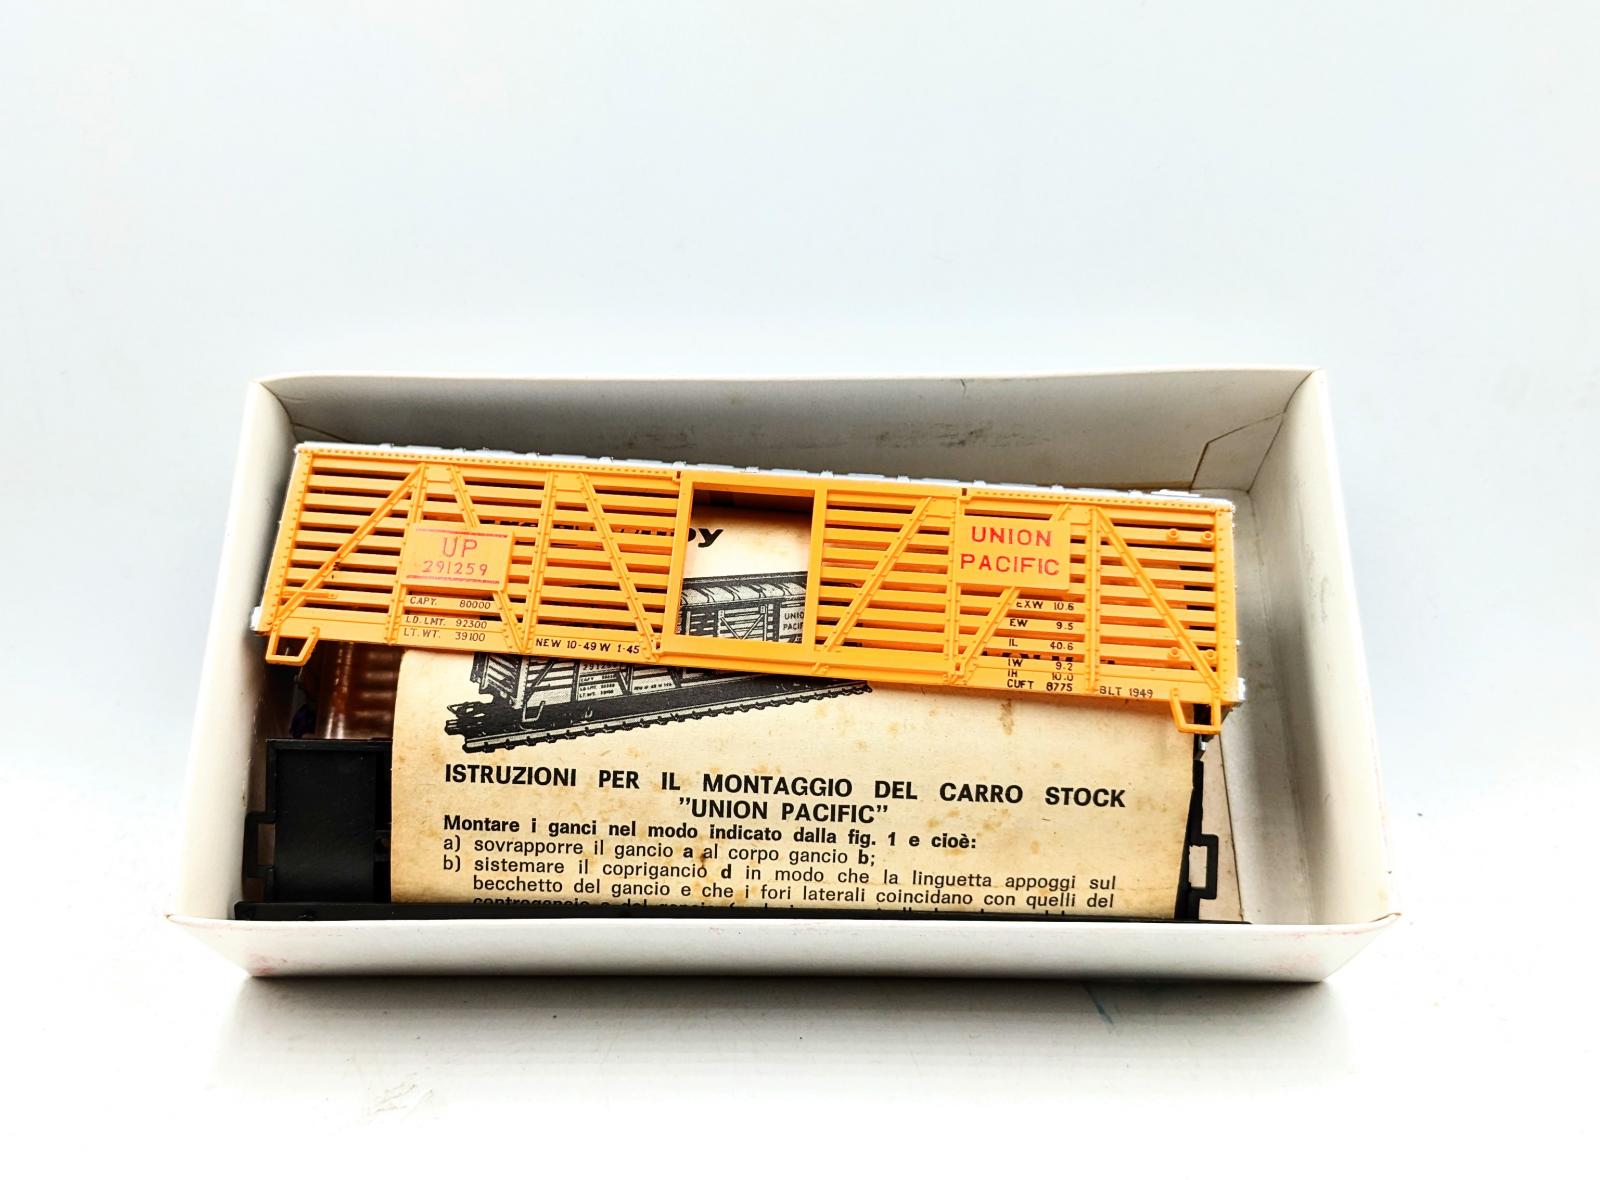 UP
291259
CAPY. 80000
LD. LMT. 92300
LT. WT. 39100
NEW 10-49 W 1-45
UNION
PACIFIC
EXW 10.6
EW 9.5
IL 40.6
IW 9.2
IH 10.0
CUFT 8775
BLT 1949
UNION
ISTRUZIONI PER IL MONTAGGIO DEL CARRO STOCK
"UNION PACIFIC"
Montare i ganci nel modo indicato dalla fig. 1 e cioè:
a) sovrapporre il gancio a al corpo gancio b;
b) sistemare il coprigancio d in modo che la linguetta appoggi sul
becchetto del gancio e che i fori laterali coincidano con quelli del